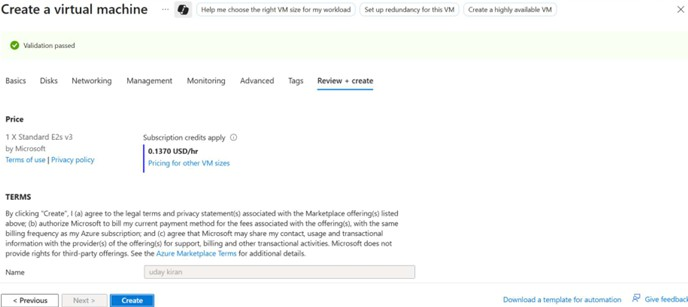 Create a virtual machine ... Help me choose the right VM size for my workload Set up redundancy for this VM Create a highly available VM
Validation passed
Basics Disks Networking Management Monitoring Advanced Tags Review + create
Price
1 X Standard E2s v3
by Microsoft
Terms of use | Privacy policy
Subscription credits apply
0.1370 USD/hr
Pricing for other VM sizes
TERMS
By clicking "Create", I (a) agree to the legal terms and privacy statement(s) associated with the Marketplace offering(s) listed
above; (b) authorize Microsoft to bill my current payment method for the fees associated with the offering(s), with the same
billing frequency as my Azure subscription; and (c) agree that Microsoft may share my contact, usage and transactional
information with the provider(s) of the offering(s) for support, billing and other transactional activities. Microsoft does not
provide rights for third-party offerings. See the Azure Marketplace Terms for additional details.
Name uday kiran
< Previous Next > Create Download a template for automation Give feedback